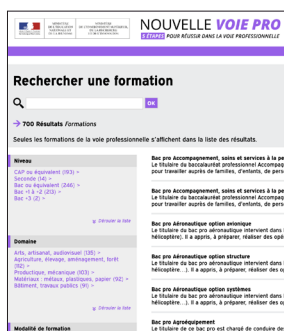 NOUVELLE VOIE PRO
5 ÉTAPES POUR RÉUSSIR DANS LA VOIE PROFESSIONNELLE
Rechercher une formation
OK
→ 700 Résultats Formations
Seules les formations de la voie professionnelle s'affichent dans la liste des résultats.
Niveau
CAP ou équivalent (193) >
Seconde (14) >
Bac ou équivalent (246) >
Bac +1 à +2 (213) >
Bac +3 (2) >
Dérouler la liste
Domaine
Arts, artisanat, audiovisuel (135) >
Agriculture, élevage, aménagement, forêt
(92) >
Productique, mécanique (103) >
Matériaux : métaux, plastiques, papier (92) >
Bâtiment, travaux publics (91) >
Dérouler la liste
Modalité de formation
Bac pro Accompagnement, soins et services à la pe
Le titulaire du baccalauréat professionnel Accompag
pour travailler auprès de familles, d'enfants, de pers
Bac pro Accompagnement, soins et services à la pe
Le titulaire du baccalauréat professionnel Accompag
pour travailler auprès de familles, d'enfants, de pers
Bac pro Aéronautique option avionique
Le titulaire de bac pro aéronautique intervient dans
hélicoptère). Il a appris, à préparer, réaliser des opé
Bac pro Aéronautique option structure
Le titulaire de bac pro aéronautique intervient dans l
hélicoptère...). Il a appris, à préparer, réaliser des op
Bac pro Aéronautique option systèmes
Le titulaire de bac pro aéronautique intervient dans l
hélicoptère...). Il a appris, à préparer, réaliser des op
Bac pro Agroéquipement
Le titulaire de ce bac pro est chargé de conduire de